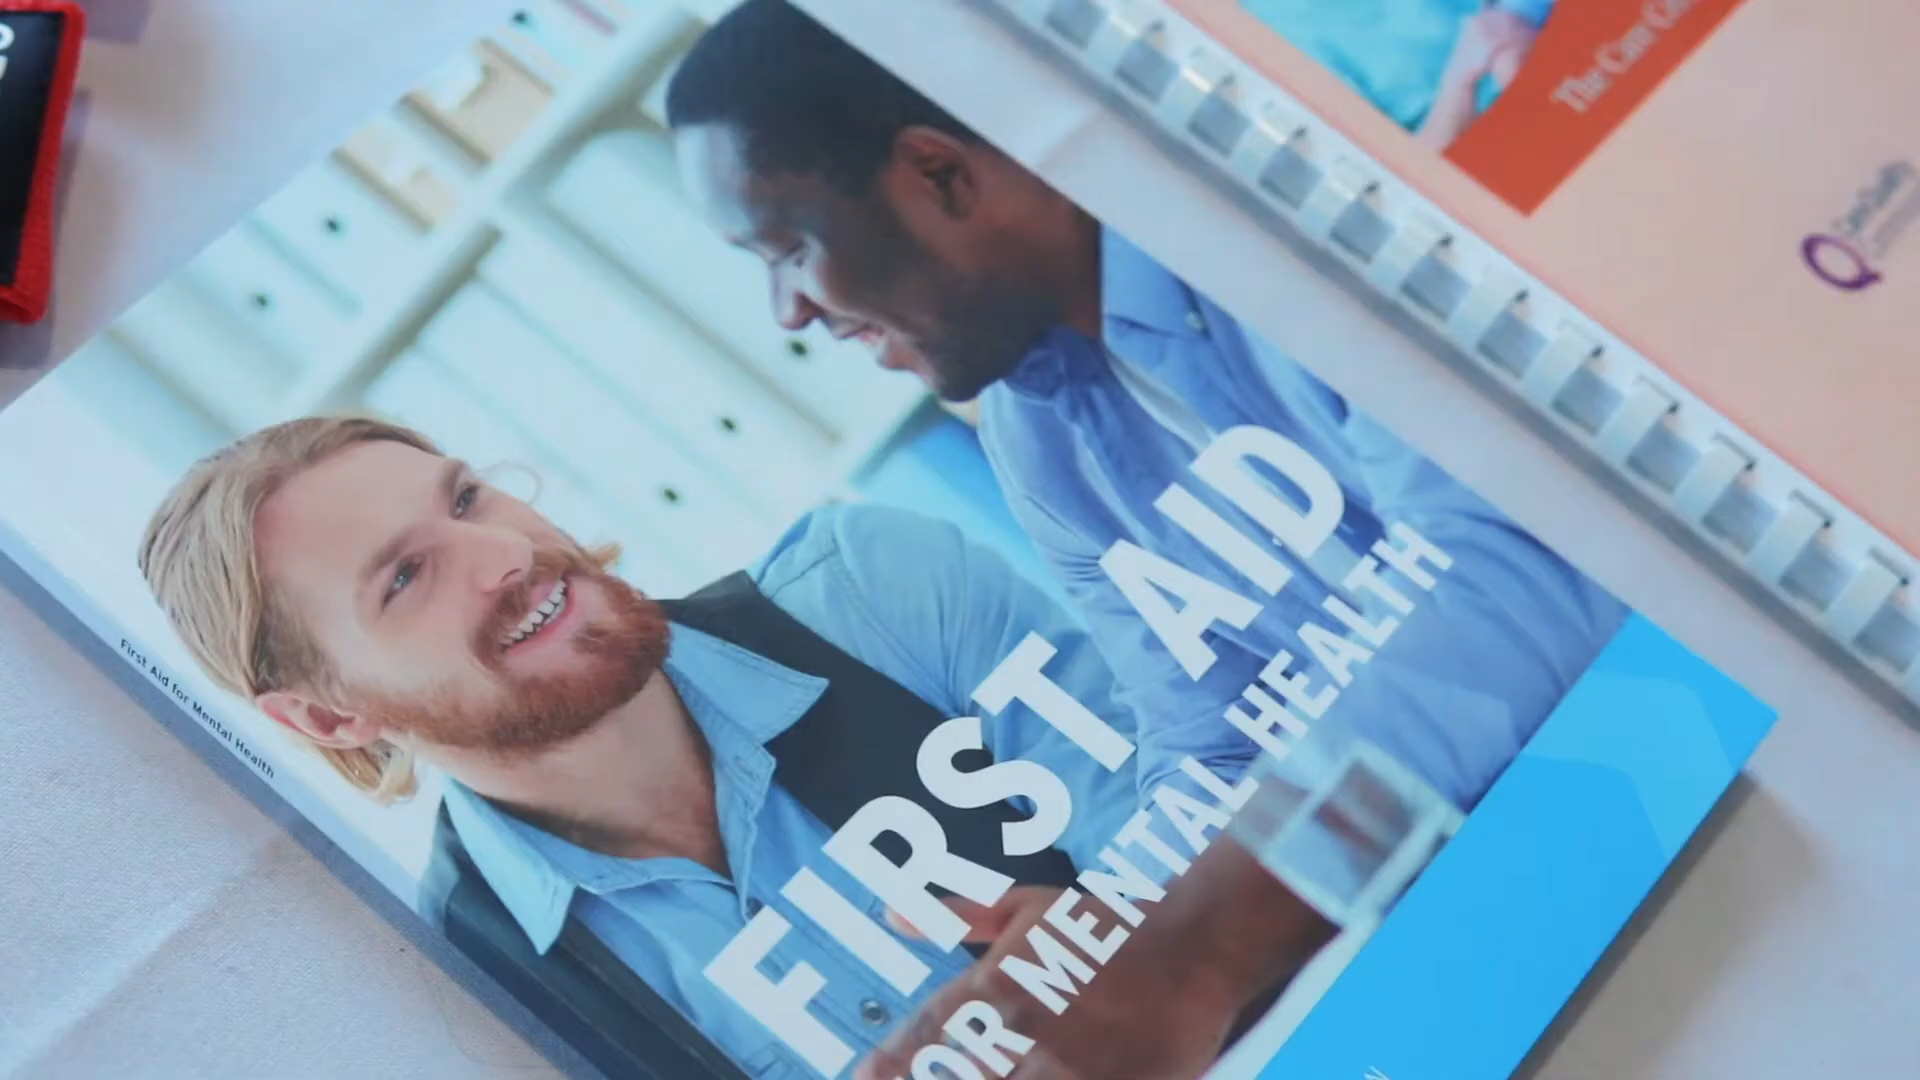 FIRST AID
FOR MENTAL HEALTH
First Aid for Mental Health
The Care